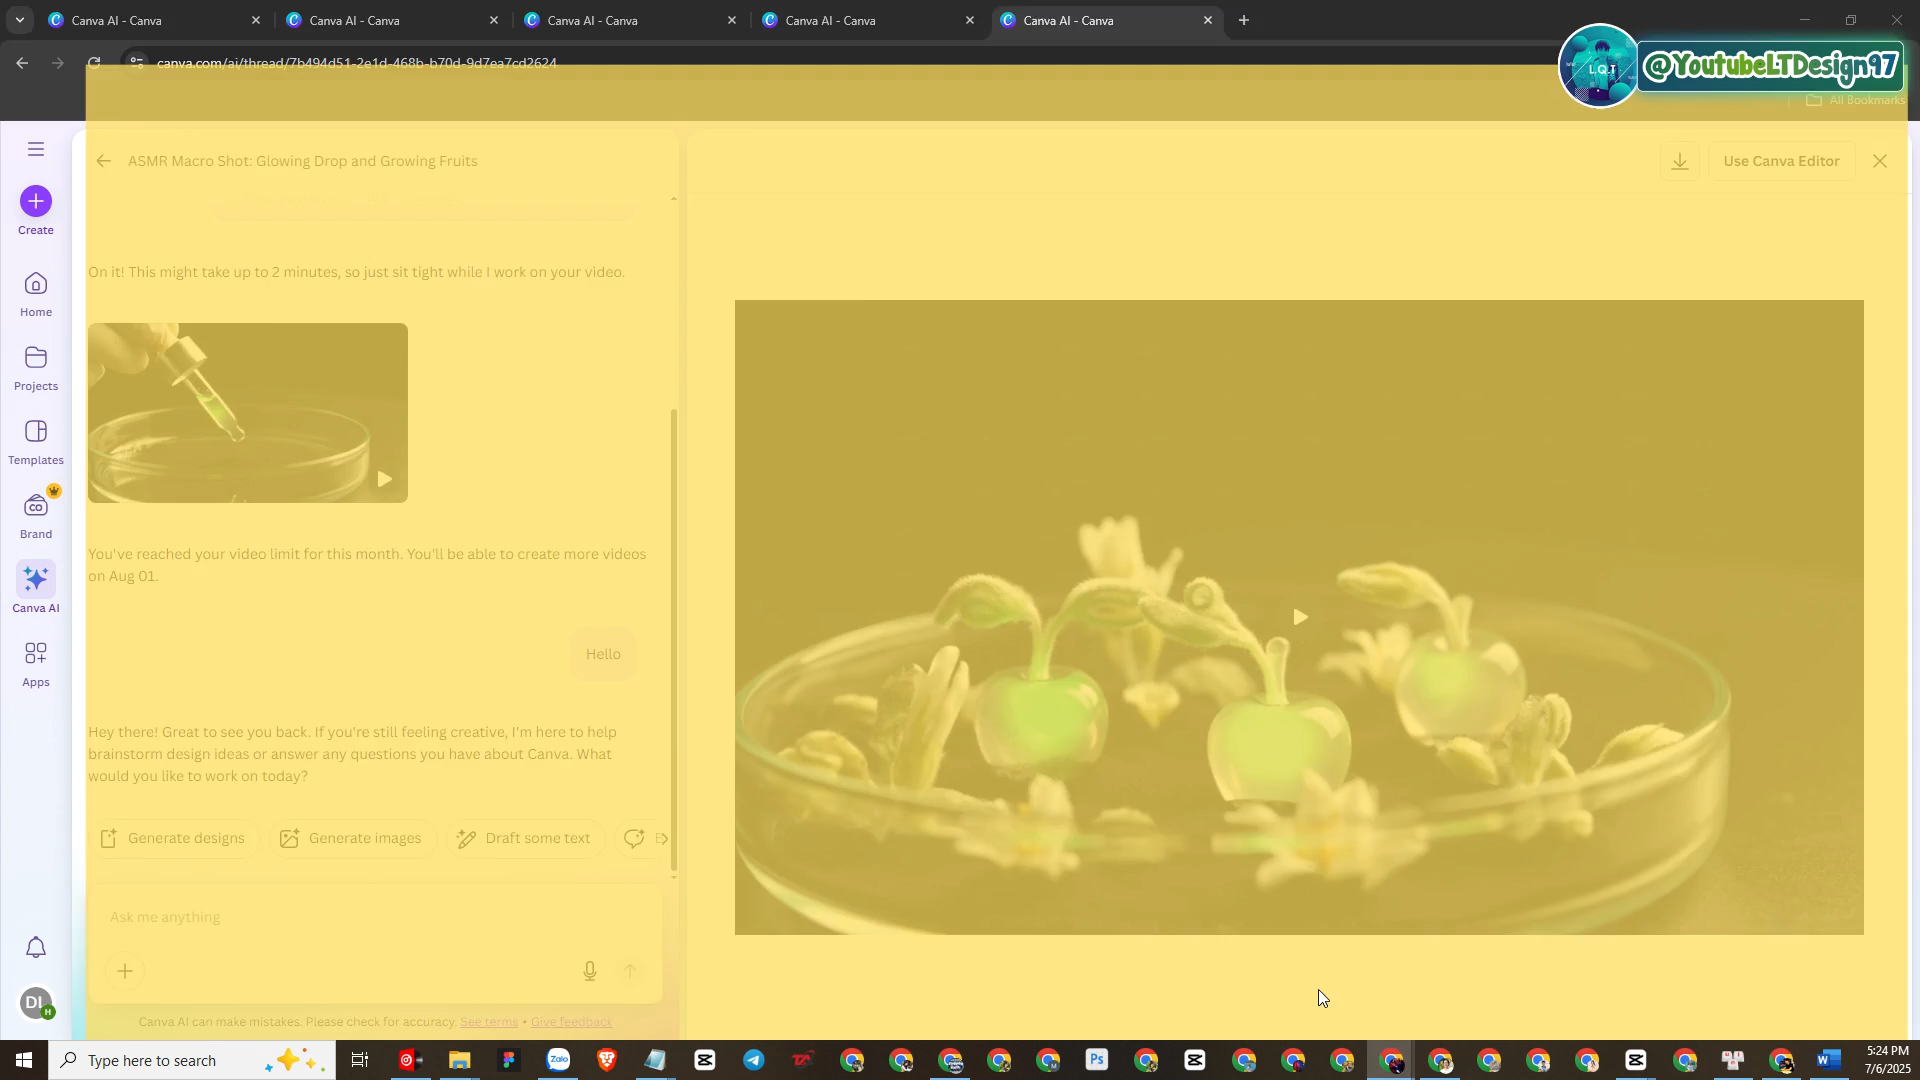 Canva AI - Canva
Canva AI - Canva
Canva AI - Canva
Canva AI - Canva
Canva AI - Canva
canva.com/ai/thread/7b494d51-2e1d-468b-b70d-9d7ea7cd2624
L.Q.T
@YoutubeLTDesign97
All Bookmarks
ASMR Macro Shot: Glowing Drop and Growing Fruits
Use Canva Editor
Create
Home
Projects
Templates
Brand
Canva AI
Apps
DI
H
On it! This might take up to 2 minutes, so just sit tight while I work on your video.
You've reached your video limit for this month. You'll be able to create more videos
on Aug 01.
Hello
Hey there! Great to see you back. If you're still feeling creative, I'm here to help
brainstorm design ideas or answer any questions you have about Canva. What
would you like to work on today?
Generate designs
Generate images
Draft some text
Ask me anything
Canva AI can make mistakes. Please check for accuracy. See terms • Give feedback
Type here to search
Zalo
Ps
5:24 PM
7/6/2025